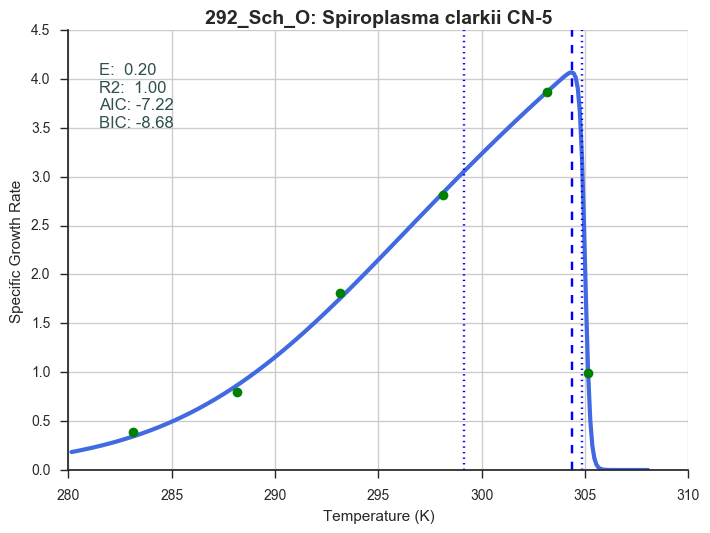 292_Sch_O: Spiroplasma clarkii CN-5
E:  0.20
R2:  1.00
AIC: -7.22
BIC: -8.68
Specific Growth Rate
4.5
4.0
3.5
3.0
2.5
2.0
1.5
1.0
0.5
0.0
280 285 290 295 300 305 310
Temperature (K)